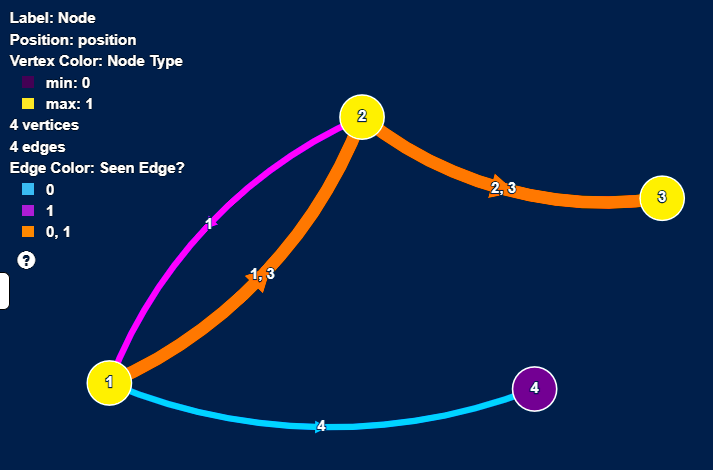 Label: Node
Position: position
Vertex Color: Node Type
min: 0
max: 1
4 vertices
4 edges
Edge Color: Seen Edge?
0
1
0, 1
?
2
2, 3
3
1
1, 3
1
4
4